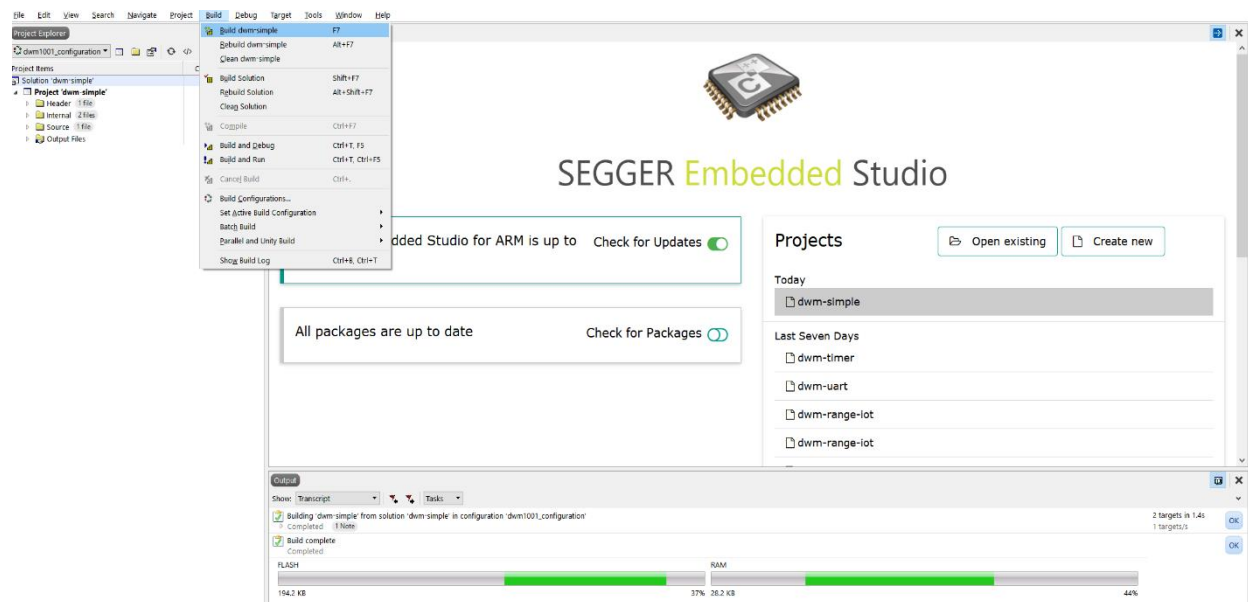 File Edit View Search Navigate Project Build Debug Target Tools Window Help
Project Explorer
dwm1001_configuration
Project Items
C
Solution 'dwm-simple'
Project 'dwm-simple'
Header 1 file
Internal 2 files
Source 1 file
Output Files
Build dwm-simple F7
Rebuild dwm-simple Alt+F7
Clean dwm-simple
Build Solution Shift+F7
Rebuild Solution Alt+Shift+F7
Clean Solution
Compile Ctrl+F7
Build and Debug Ctrl+T, F5
Build and Run Ctrl+T, Ctrl+F5
Cancel Build Ctrl+.
Build Configurations...
Set Active Build Configuration
Batch Build
Parallel and Unity Build
Show Build Log Ctrl+B, Ctrl+T
C
SEGGER Embedded Studio
dded Studio for ARM is up to Check for Updates
All packages are up to date Check for Packages
Projects Open existing Create new
Today
dwm-simple
Last Seven Days
dwm-timer
dwm-uart
dwm-range-iot
dwm-range-iot
Output
Show: Transcript Tasks
Building 'dwm-simple' from solution 'dwm-simple' in configuration 'dwm1001_configuration' 2 targets in 1.4s OK
Completed 1 Note 1 targets/s
Build complete OK
Completed
FLASH RAM
194.2 KB 37% 28.2 KB 44%